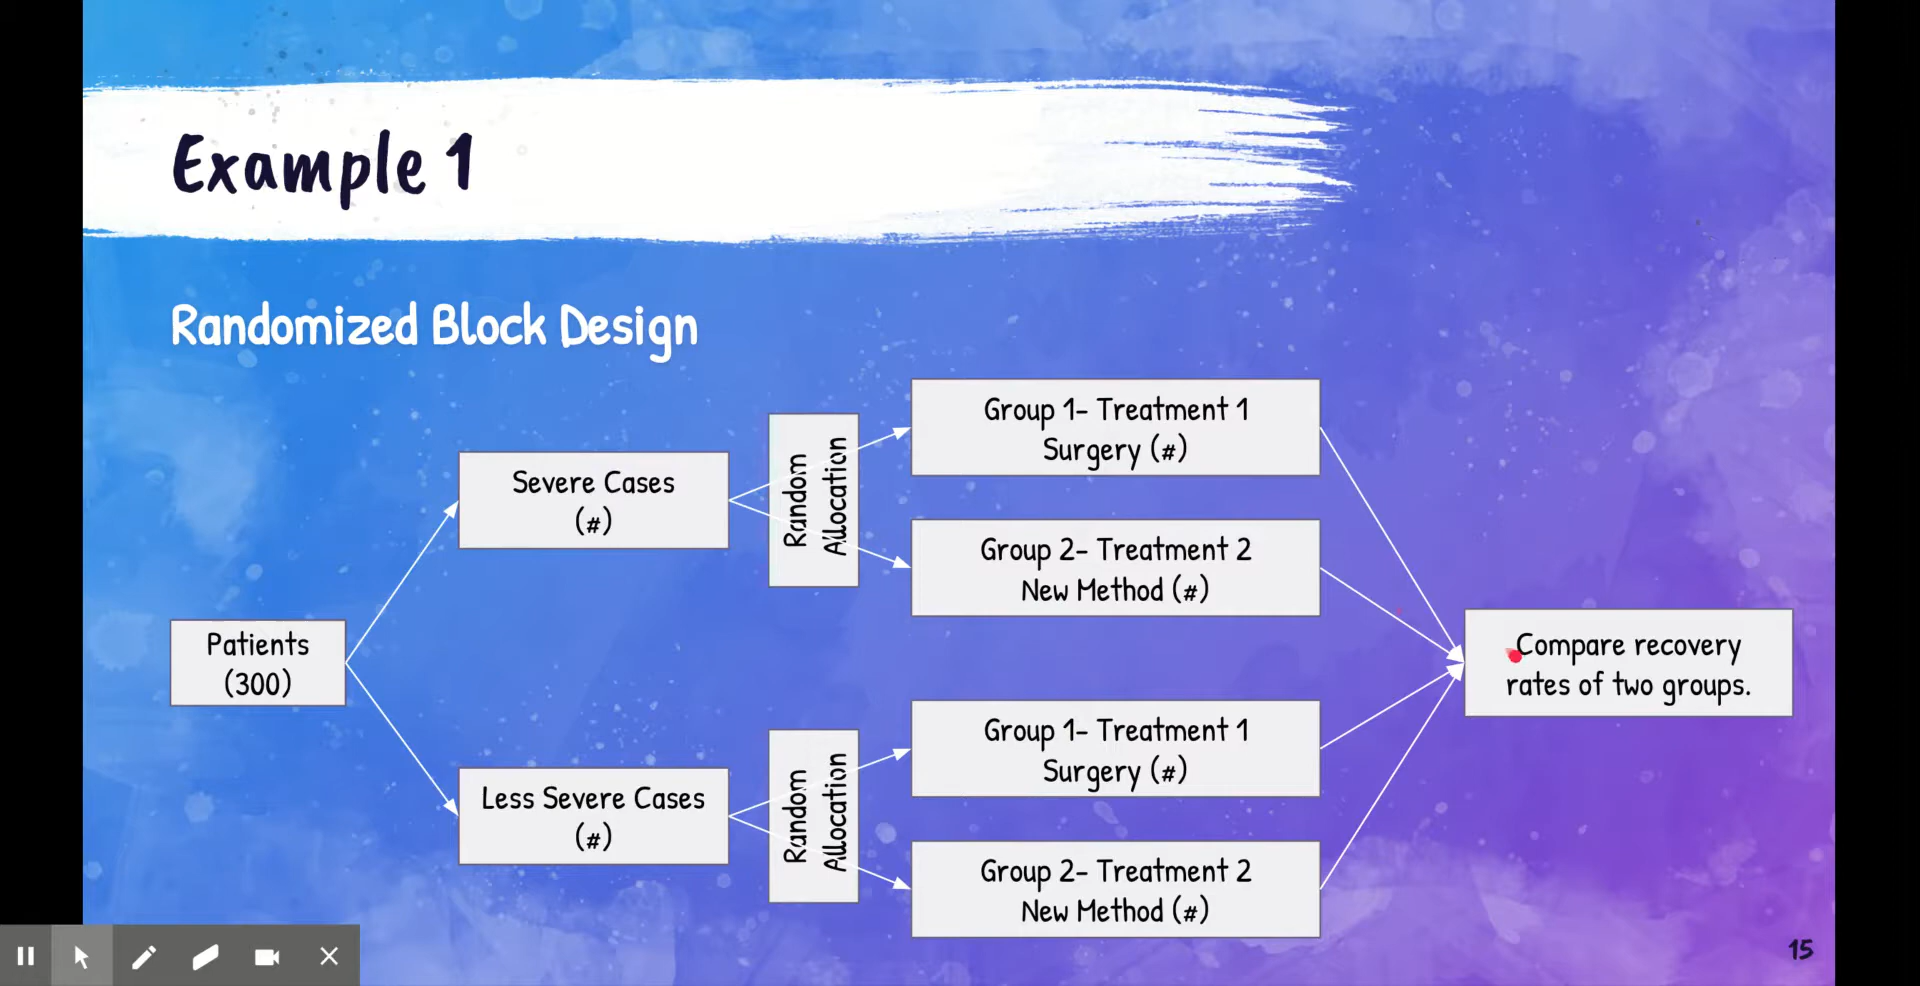 Example 1
Randomized Block Design
Patients
(300)
Severe Cases
(#)
Random
Allocation
Group 1- Treatment 1
Surgery (#)
Group 2- Treatment 2
New Method (#)
Less Severe Cases
(#)
Random
Allocation
Group 1- Treatment 1
Surgery (#)
Group 2- Treatment 2
New Method (#)
Compare recovery
rates of two groups.
15